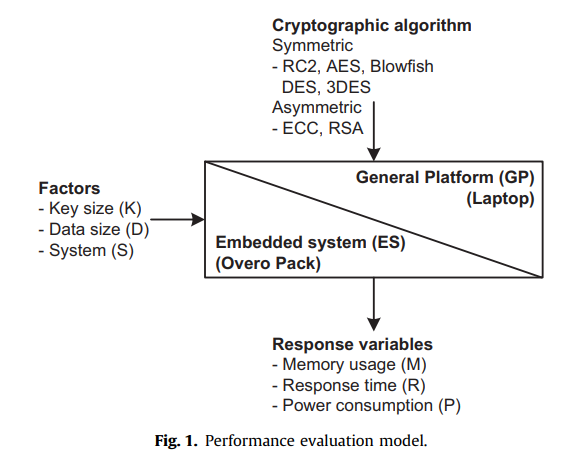 Cryptographic algorithm
Symmetric
- RC2, AES, Blowfish
DES, 3DES
Asymmetric
- ECC, RSA
General Platform (GP)
(Laptop)
Factors
- Key size (K)
- Data size (D)
- System (S)
Embedded system (ES)
(Overo Pack)
Response variables
- Memory usage (M)
- Response time (R)
- Power consumption (P)
Fig. 1. Performance evaluation model.